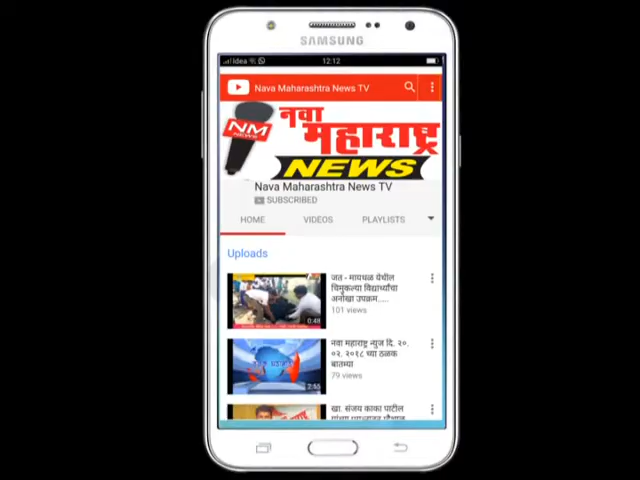 SAMSUNG
Idea
12:12
Nava Maharashtra News TV
NM
NEWS
नवा
महाराष्ट्र
NEWS
Nava Maharashtra News TV
SUBSCRIBED
HOME VIDEOS PLAYLISTS
Uploads
जत - मायथळ येथील
चिमुकल्या विद्यार्थ्यांचा
अनोखा उपक्रम.....
101 views
0:48
नवा महाराष्ट्र न्युज दि. २०.
०२. २०१८ च्या ठळक
बातम्या
79 views
2:55
खा. संजय काका पाटील